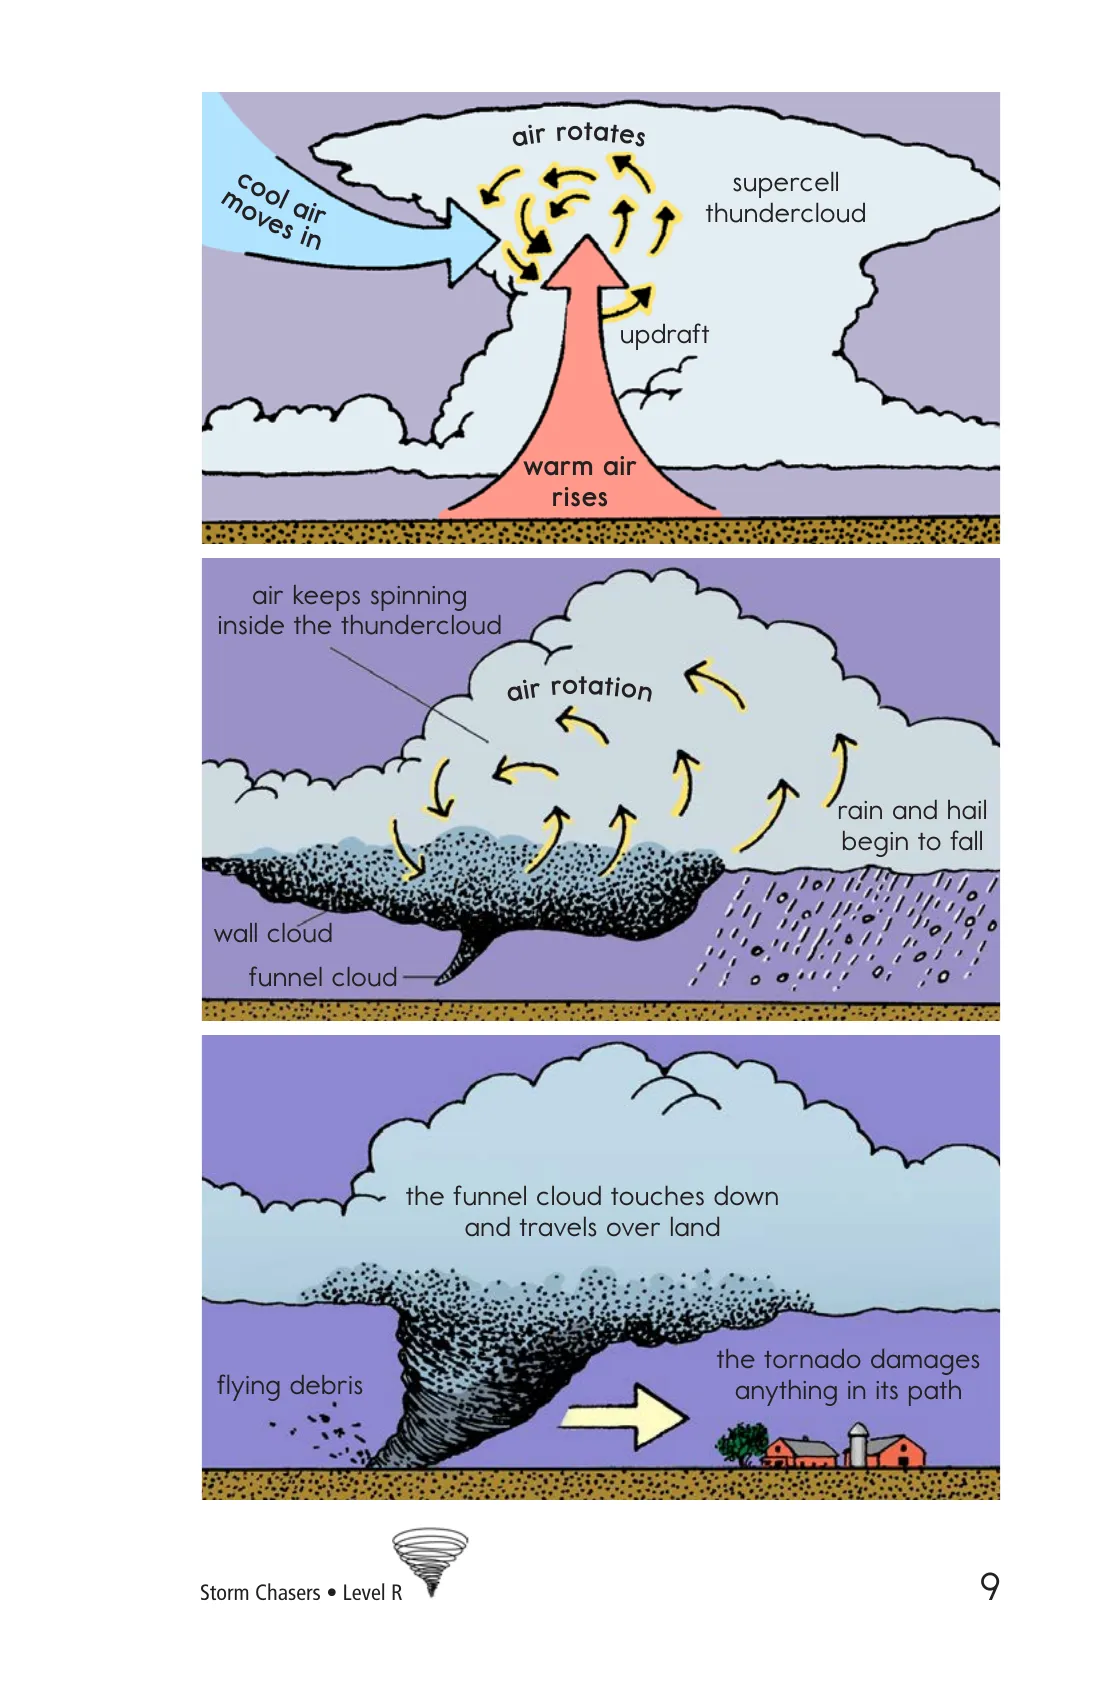 air rotates
cool air
moves in
supercell
thundercloud
updraft
warm air
rises
air keeps spinning
inside the thundercloud
air rotation
rain and hail
begin to fall
wall cloud
funnel cloud
the funnel cloud touches down
and travels over land
the tornado damages
anything in its path
flying debris
Storm Chasers • Level R
9